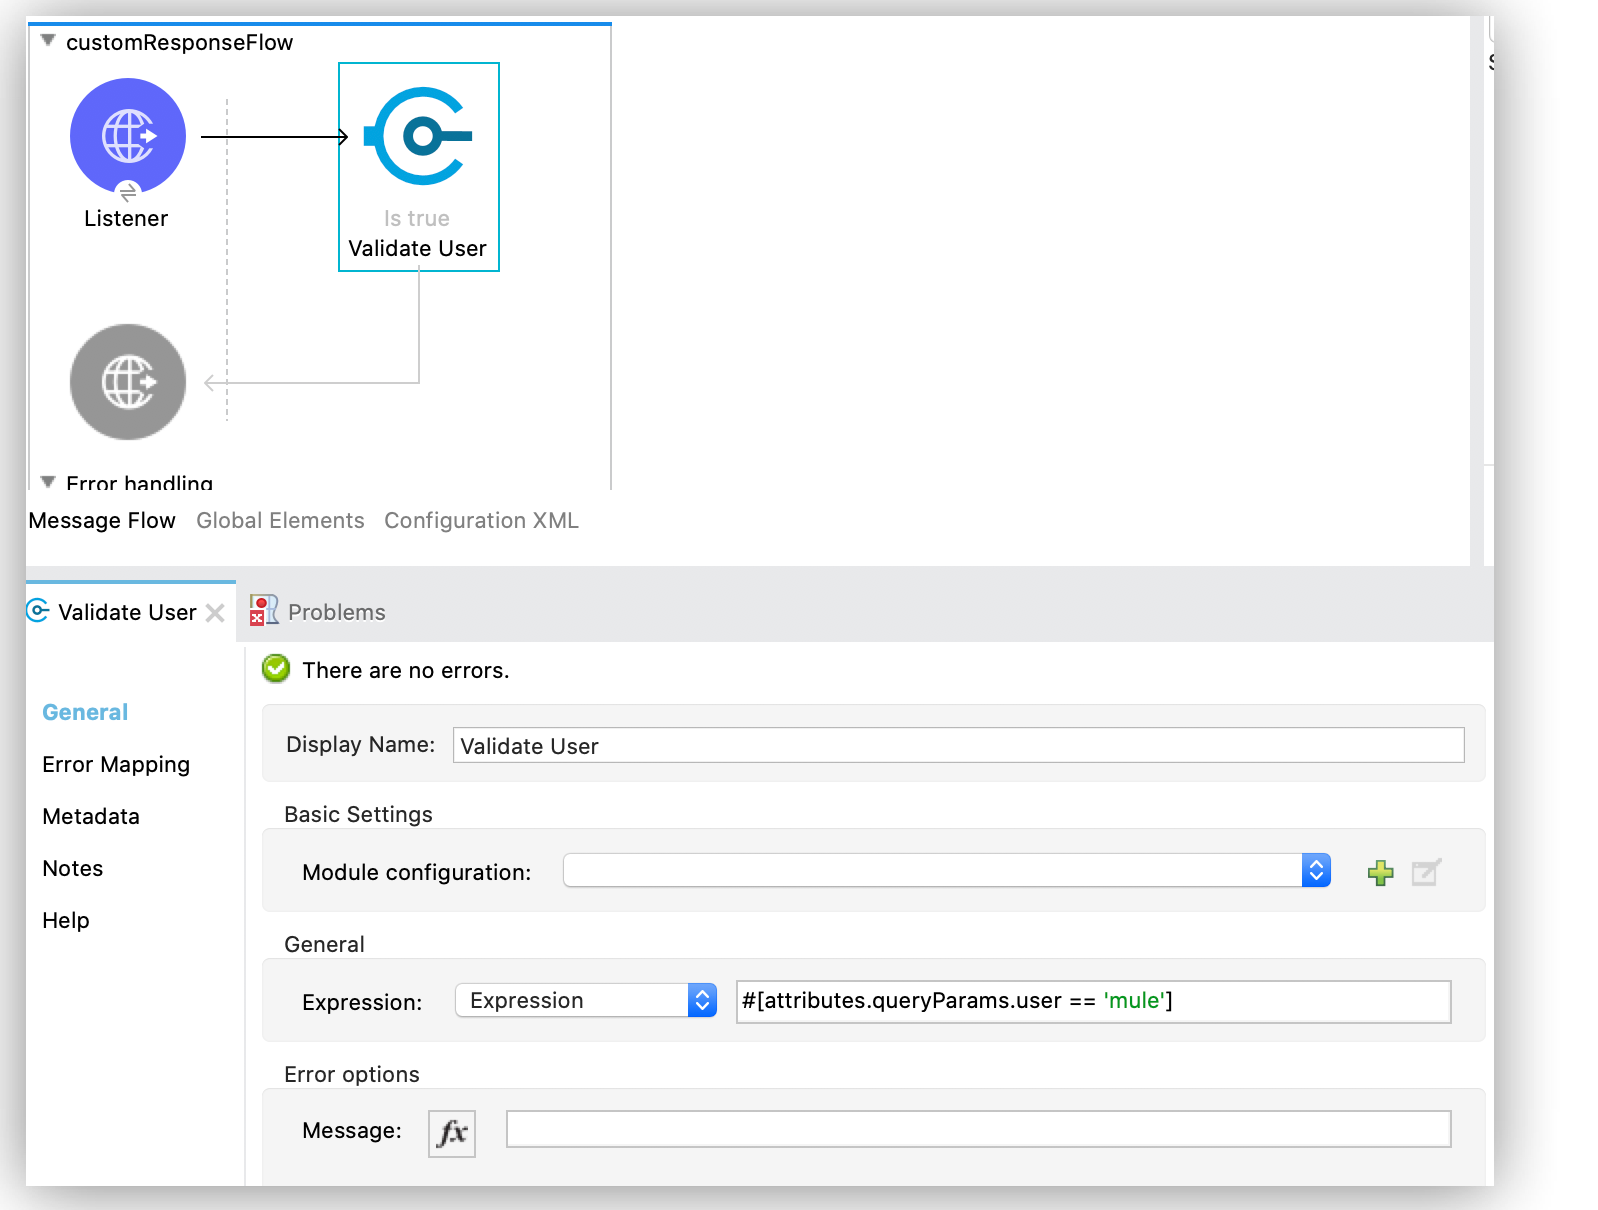 customResponseFlow
Listener
Is true
Validate User
Error handling
Message Flow
Global Elements
Configuration XML
Validate User
Problems
There are no errors.
General
Error Mapping
Metadata
Notes
Help
Display Name:
Validate User
Basic Settings
Module configuration:
General
Expression:
Expression
#[attributes.queryParams.user == 'mule']
Error options
Message:
fx